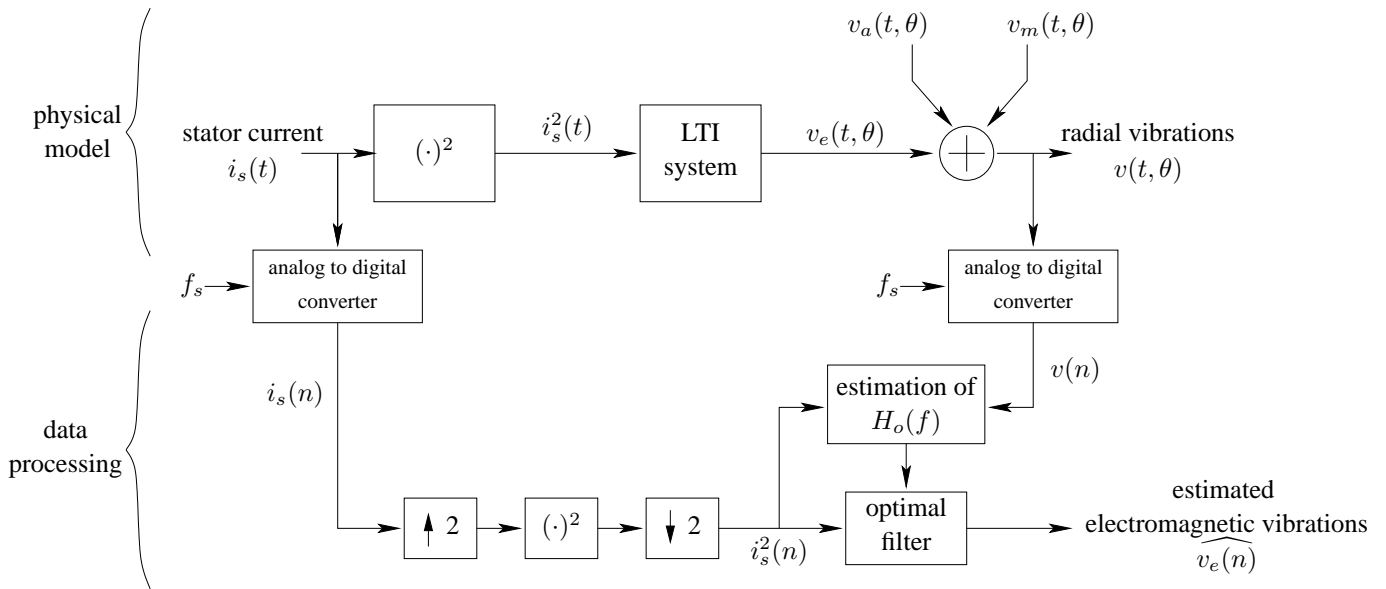 v_a(t, θ)
v_m(t, θ)
physical
model
stator current
i_s(t)
(·)^2
i_s^2(t)
LTI
system
v_e(t, θ)
+
radial vibrations
v(t, θ)
f_s
analog to digital
converter
f_s
analog to digital
converter
i_s(n)
v(n)
estimation of
H_o(f)
data
processing
↑ 2
(·)^2
↓ 2
i_s^2(n)
optimal
filter
estimated
electromagnetic vibrations
\widehat{v_e(n)}